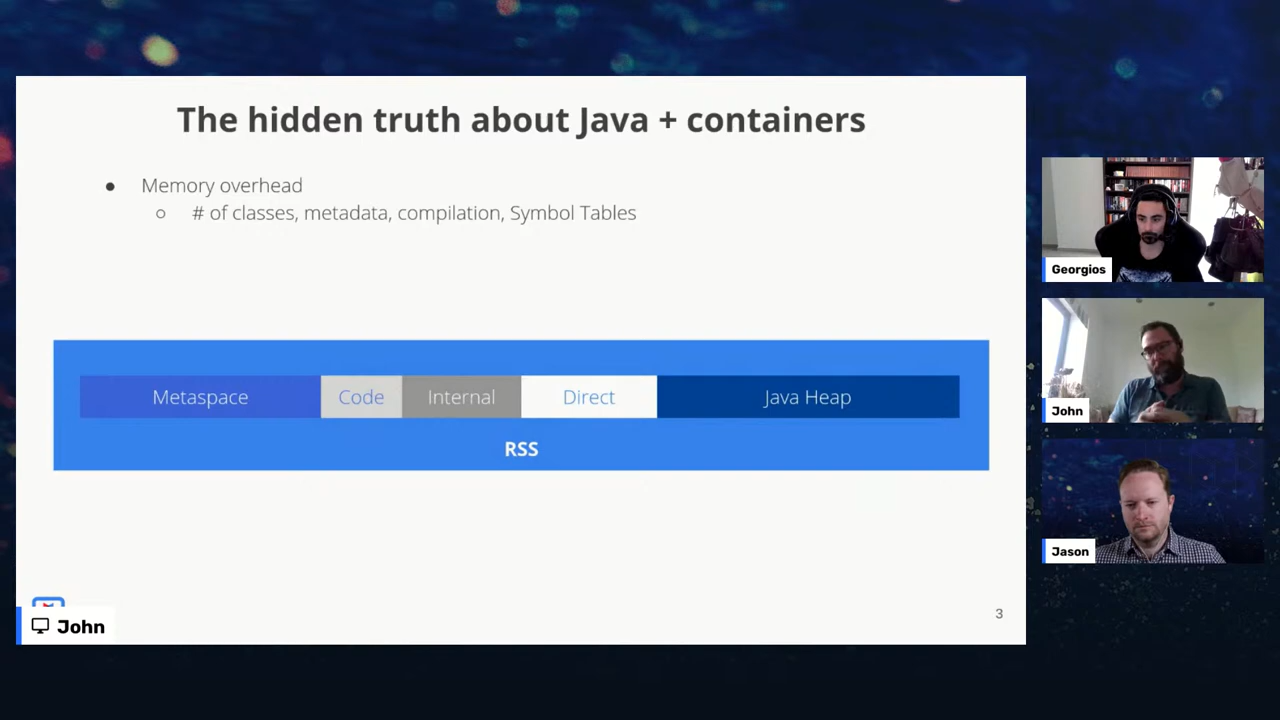 The hidden truth about Java + containers
Memory overhead
# of classes, metadata, compilation, Symbol Tables
Metaspace
Code
Internal
Direct
Java Heap
RSS
3
John
Georgios
John
Jason